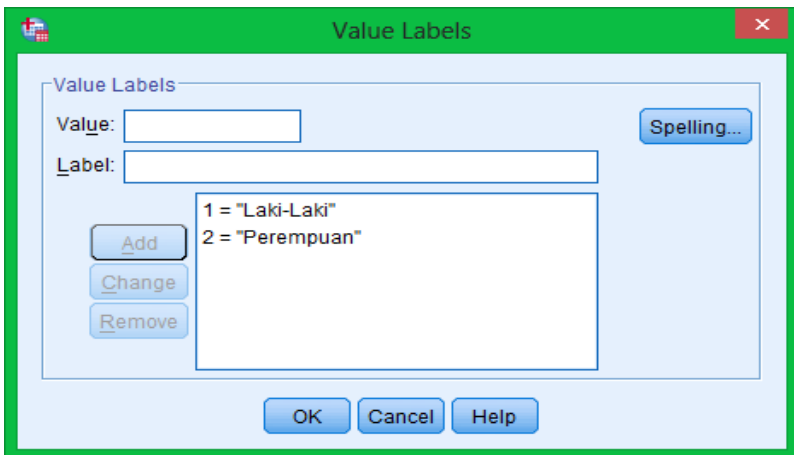 Value Labels
Value Labels
Value:
Spelling...
Label:
1 = "Laki-Laki"
2 = "Perempuan"
Add
Change
Remove
OK Cancel Help